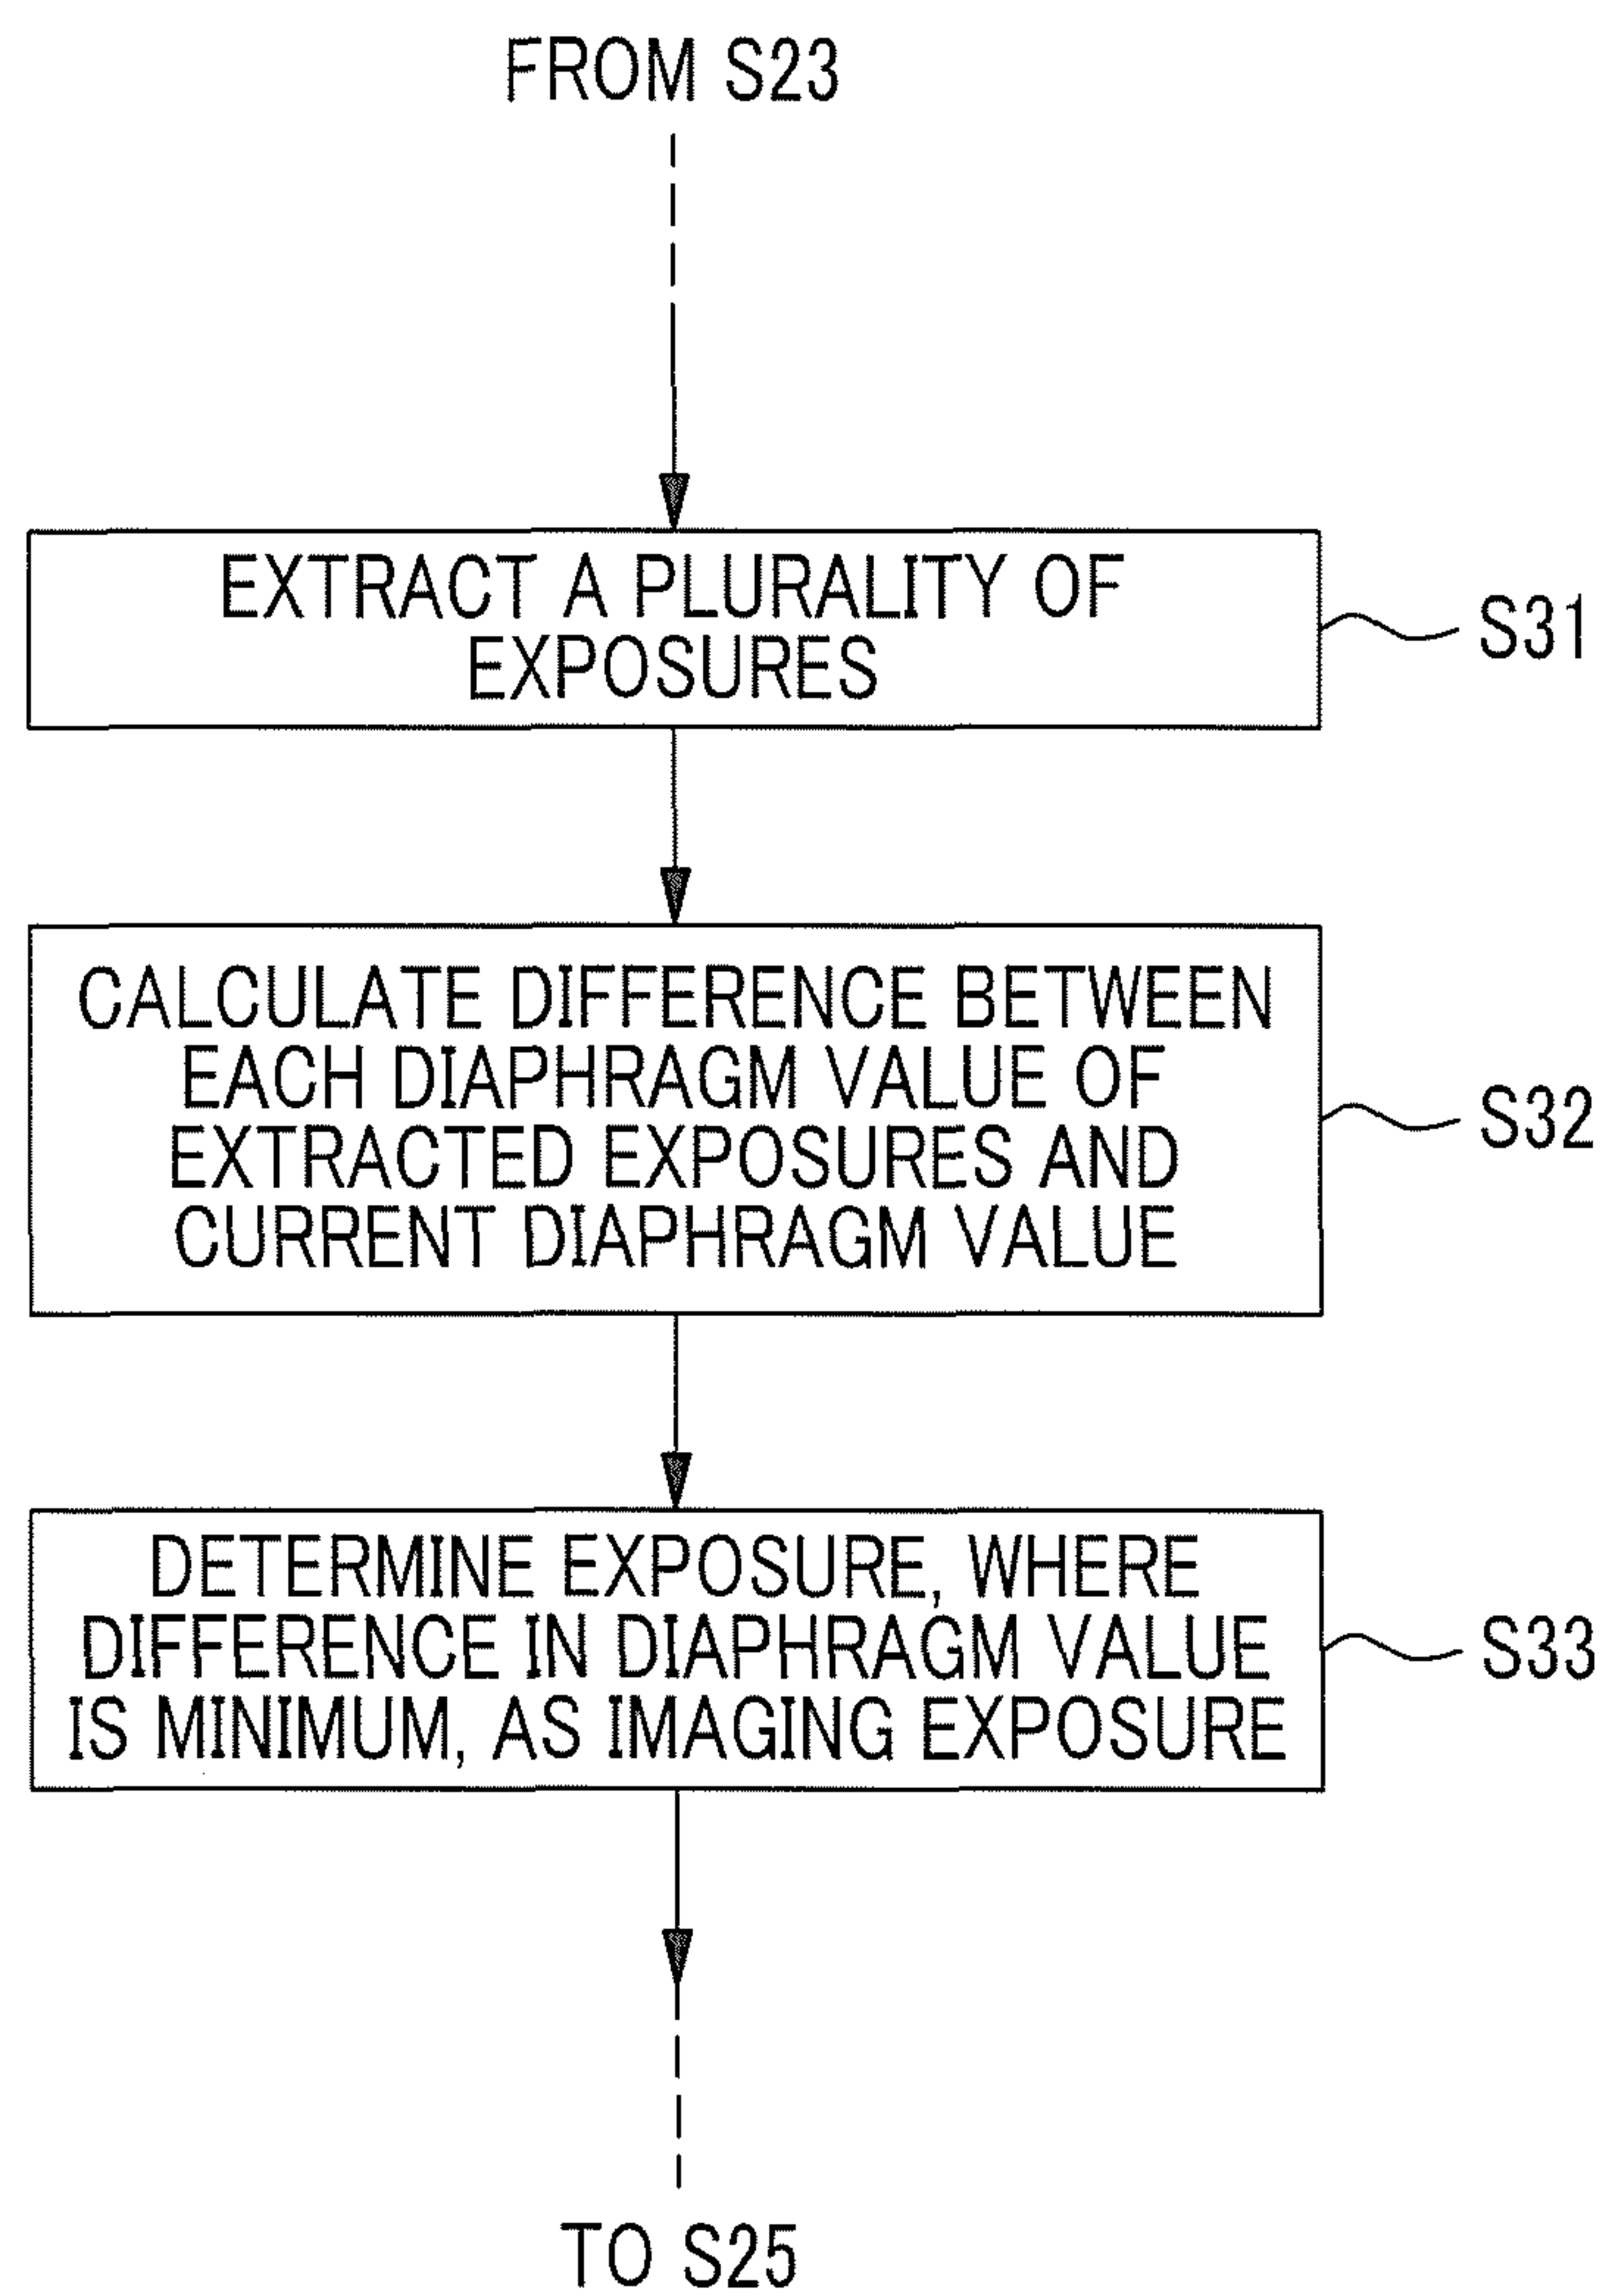 FROM S23
EXTRACT A PLURALITY OF
EXPOSURES
S31
CALCULATE DIFFERENCE BETWEEN
EACH DIAPHRAGM VALUE OF
EXTRACTED EXPOSURES AND
CURRENT DIAPHRAGM VALUE
S32
DETERMINE EXPOSURE, WHERE
DIFFERENCE IN DIAPHRAGM VALUE
IS MINIMUM, AS IMAGING EXPOSURE
S33
TO S25